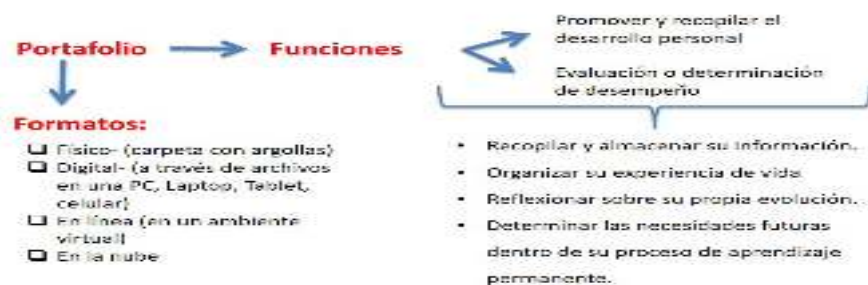 Portafolio
Funciones
Promover y recopilar el
desarrollo personal
Evaluación o determinación
de desempeño
Formatos:
Físico- (carpeta con argollas)
Digital- (a través de archivos
en una PC, Laptop, Tablet,
celular)
En línea (en un ambiente
virtual)
En la nube
• Recopilar y almacenar su información.
• Organizar su experiencia de vida
• Reflexionar sobre su propia evolución.
• Determinar las necesidades futuras
dentro de su proceso de aprendizaje
permanente.